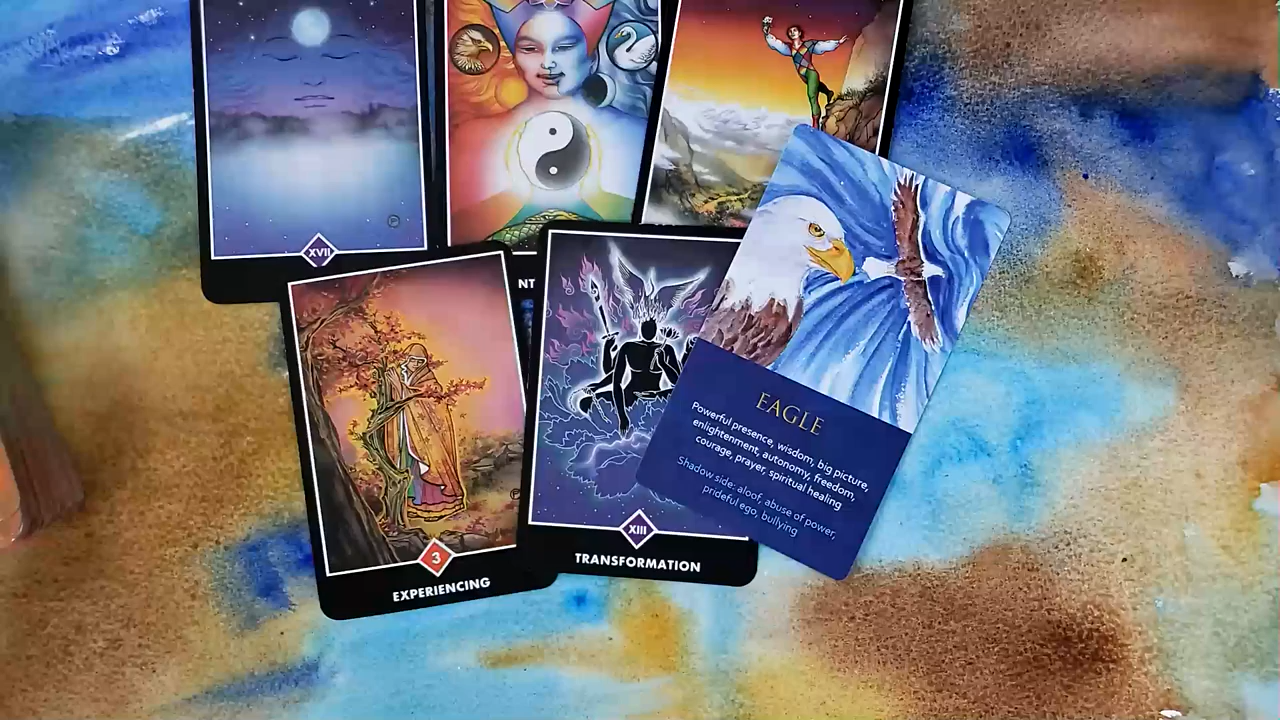 XVII
NT
3
EXPERIENCING
XIII
TRANSFORMATION
EAGLE
Powerful presence, wisdom, big picture,
enlightenment, autonomy, freedom,
courage, prayer, spiritual healing
Shadow side: aloof, abuse of power,
prideful ego, bullying